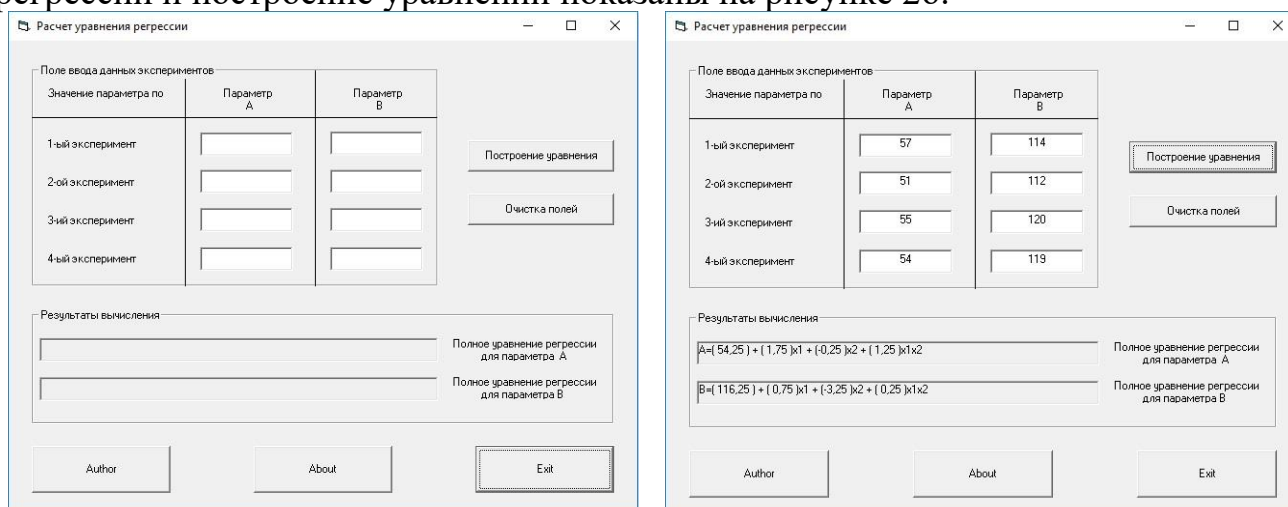 регрессии и построение уравнений показаны на рисунке 20.
Расчет уравнения регрессии
Поле ввода данных экспериментов
Значение параметра по
Параметр
А
Параметр
В
1-ый эксперимент
2-ой эксперимент
3-ий эксперимент
4-ый эксперимент
Построение уравнения
Очистка полей
Результаты вычисления
Полное уравнение регрессии
для параметра А
Полное уравнение регрессии
для параметра В
Author
About
Exit
Расчет уравнения регрессии
Поле ввода данных экспериментов
Значение параметра по
Параметр
А
Параметр
В
1-ый эксперимент
57
114
2-ой эксперимент
51
112
3-ий эксперимент
55
120
4-ый эксперимент
54
119
Построение уравнения
Очистка полей
Результаты вычисления
A=( 54,25 ) + ( 1,75 )x1 + (-0,25 )x2 + ( 1,25 )x1x2
Полное уравнение регрессии
для параметра А
B=( 116,25 ) + ( 0,75 )x1 + (-3,25 )x2 + ( 0,25 )x1x2
Полное уравнение регрессии
для параметра В
Author
About
Exit